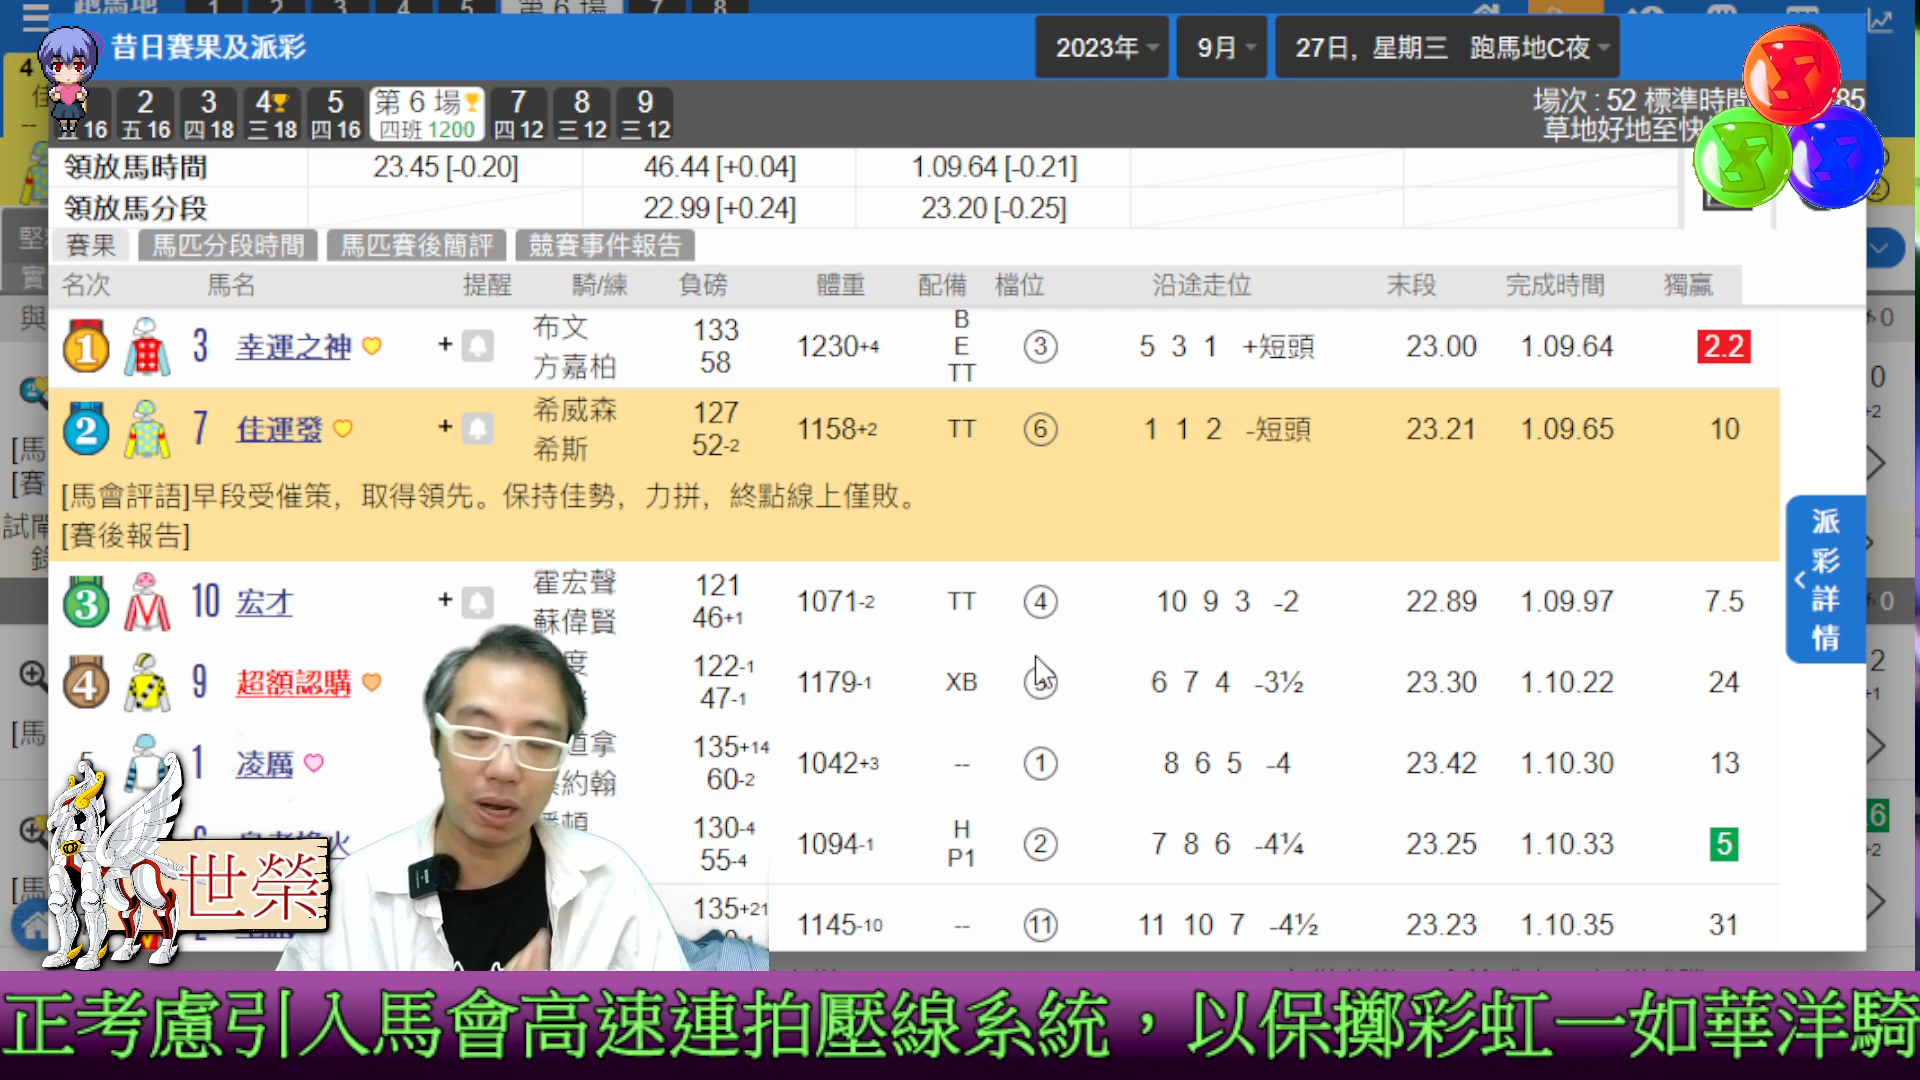 昔日賽果及派彩
2023年 9月 27日，星期三 跑馬地C夜
2 3 4 5 第 6 場 7 8 9
16 五 16 四 18 三 18 四 16 四班 1200 四 12 三 12 三 12
場次 : 52 標準時間 85
草地好地至快
領放馬時間 23.45 [-0.20] 46.44 [+0.04] 1.09.64 [-0.21]
領放馬分段 22.99 [+0.24] 23.20 [-0.25]
賽果 馬匹分段時間 馬匹賽後簡評 競賽事件報告
名次 馬名 提醒 騎/練 負磅 體重 配備 檔位 沿途走位 末段 完成時間 獨贏
1 3 幸運之神 + 布文 方嘉柏 133 58 1230+4 B E TT 3 5 3 1 +短頭 23.00 1.09.64 2.2
2 7 佳運發 + 希威森 希斯 127 52-2 1158+2 TT 6 1 1 2 -短頭 23.21 1.09.65 10
[馬會評語]早段受催策，取得領先。保持佳勢，力拼，終點線上僅敗。
[賽後報告]
3 10 宏才 + 霍宏聲 蘇偉賢 121 46+1 1071-2 TT 4 10 9 3 -2 22.89 1.09.97 7.5
4 9 超額認購 度 122-1 47-1 1179-1 XB 6 7 4 -3½ 23.30 1.10.22 24
5 1 凌厲 道拿 約翰 135+14 60-2 1042+3 -- 1 8 6 5 -4 23.42 1.10.30 13
130-4 55-4 1094-1 H P1 2 7 8 6 -4¼ 23.25 1.10.33 5
135+21 1145-10 -- 11 11 10 7 -4½ 23.23 1.10.35 31
派彩詳情
世榮
正考慮引入馬會高速連拍壓線系統，以保擲彩虹一如華洋騎